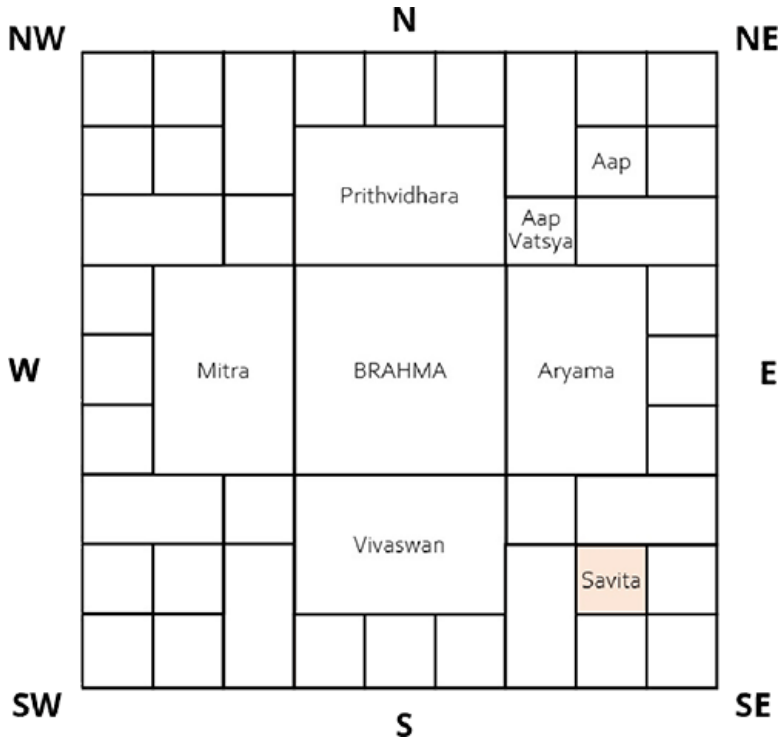 N
NW
NE
Aap
Prithvidhara
Aap
Vatsya
W
Mitra
BRAHMA
Aryama
E
Vivaswan
Savita
SW
S
SE